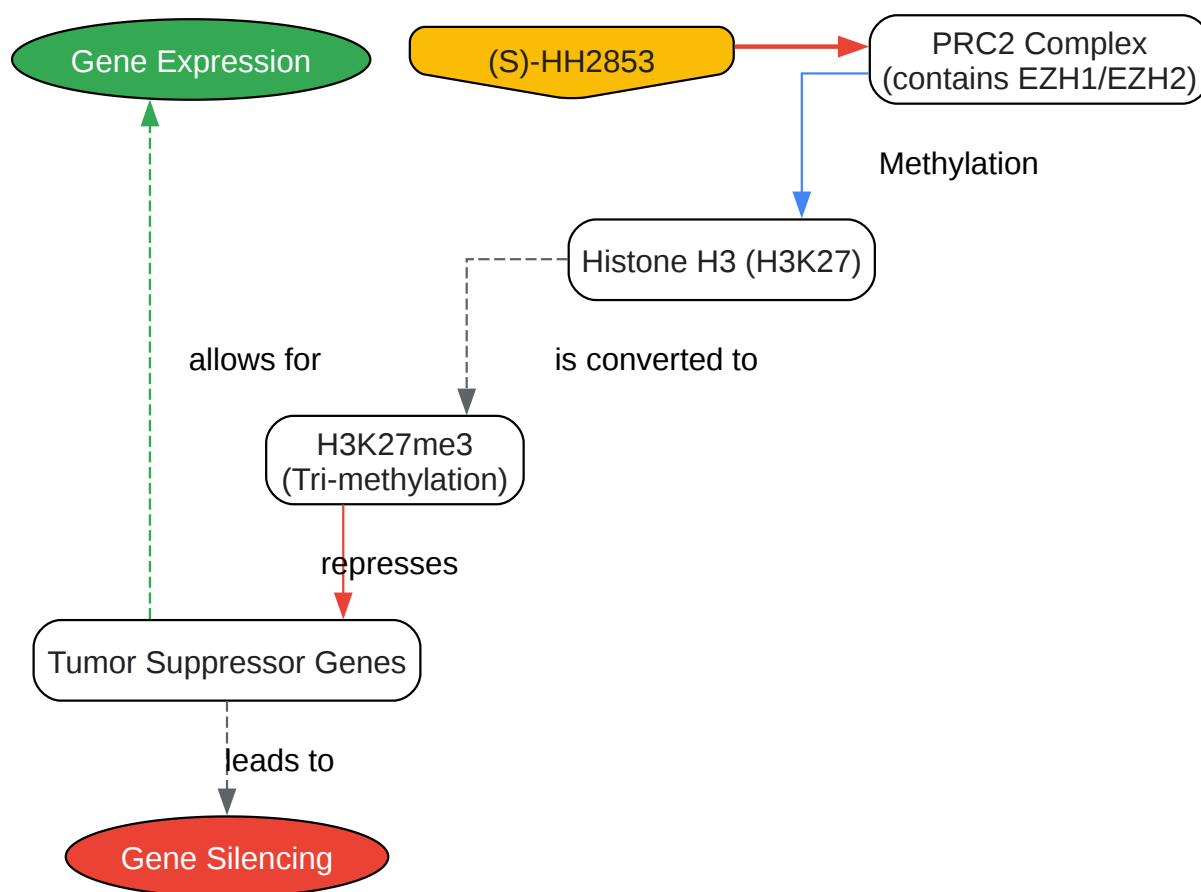 Gene Expression
(S)-HH2853
PRC2 Complex
(contains EZH1/EZH2)
Methylation
Histone H3 (H3K27)
allows for
is converted to
H3K27me3
(Tri-methylation)
represses
Tumor Suppressor Genes
leads to
Gene Silencing